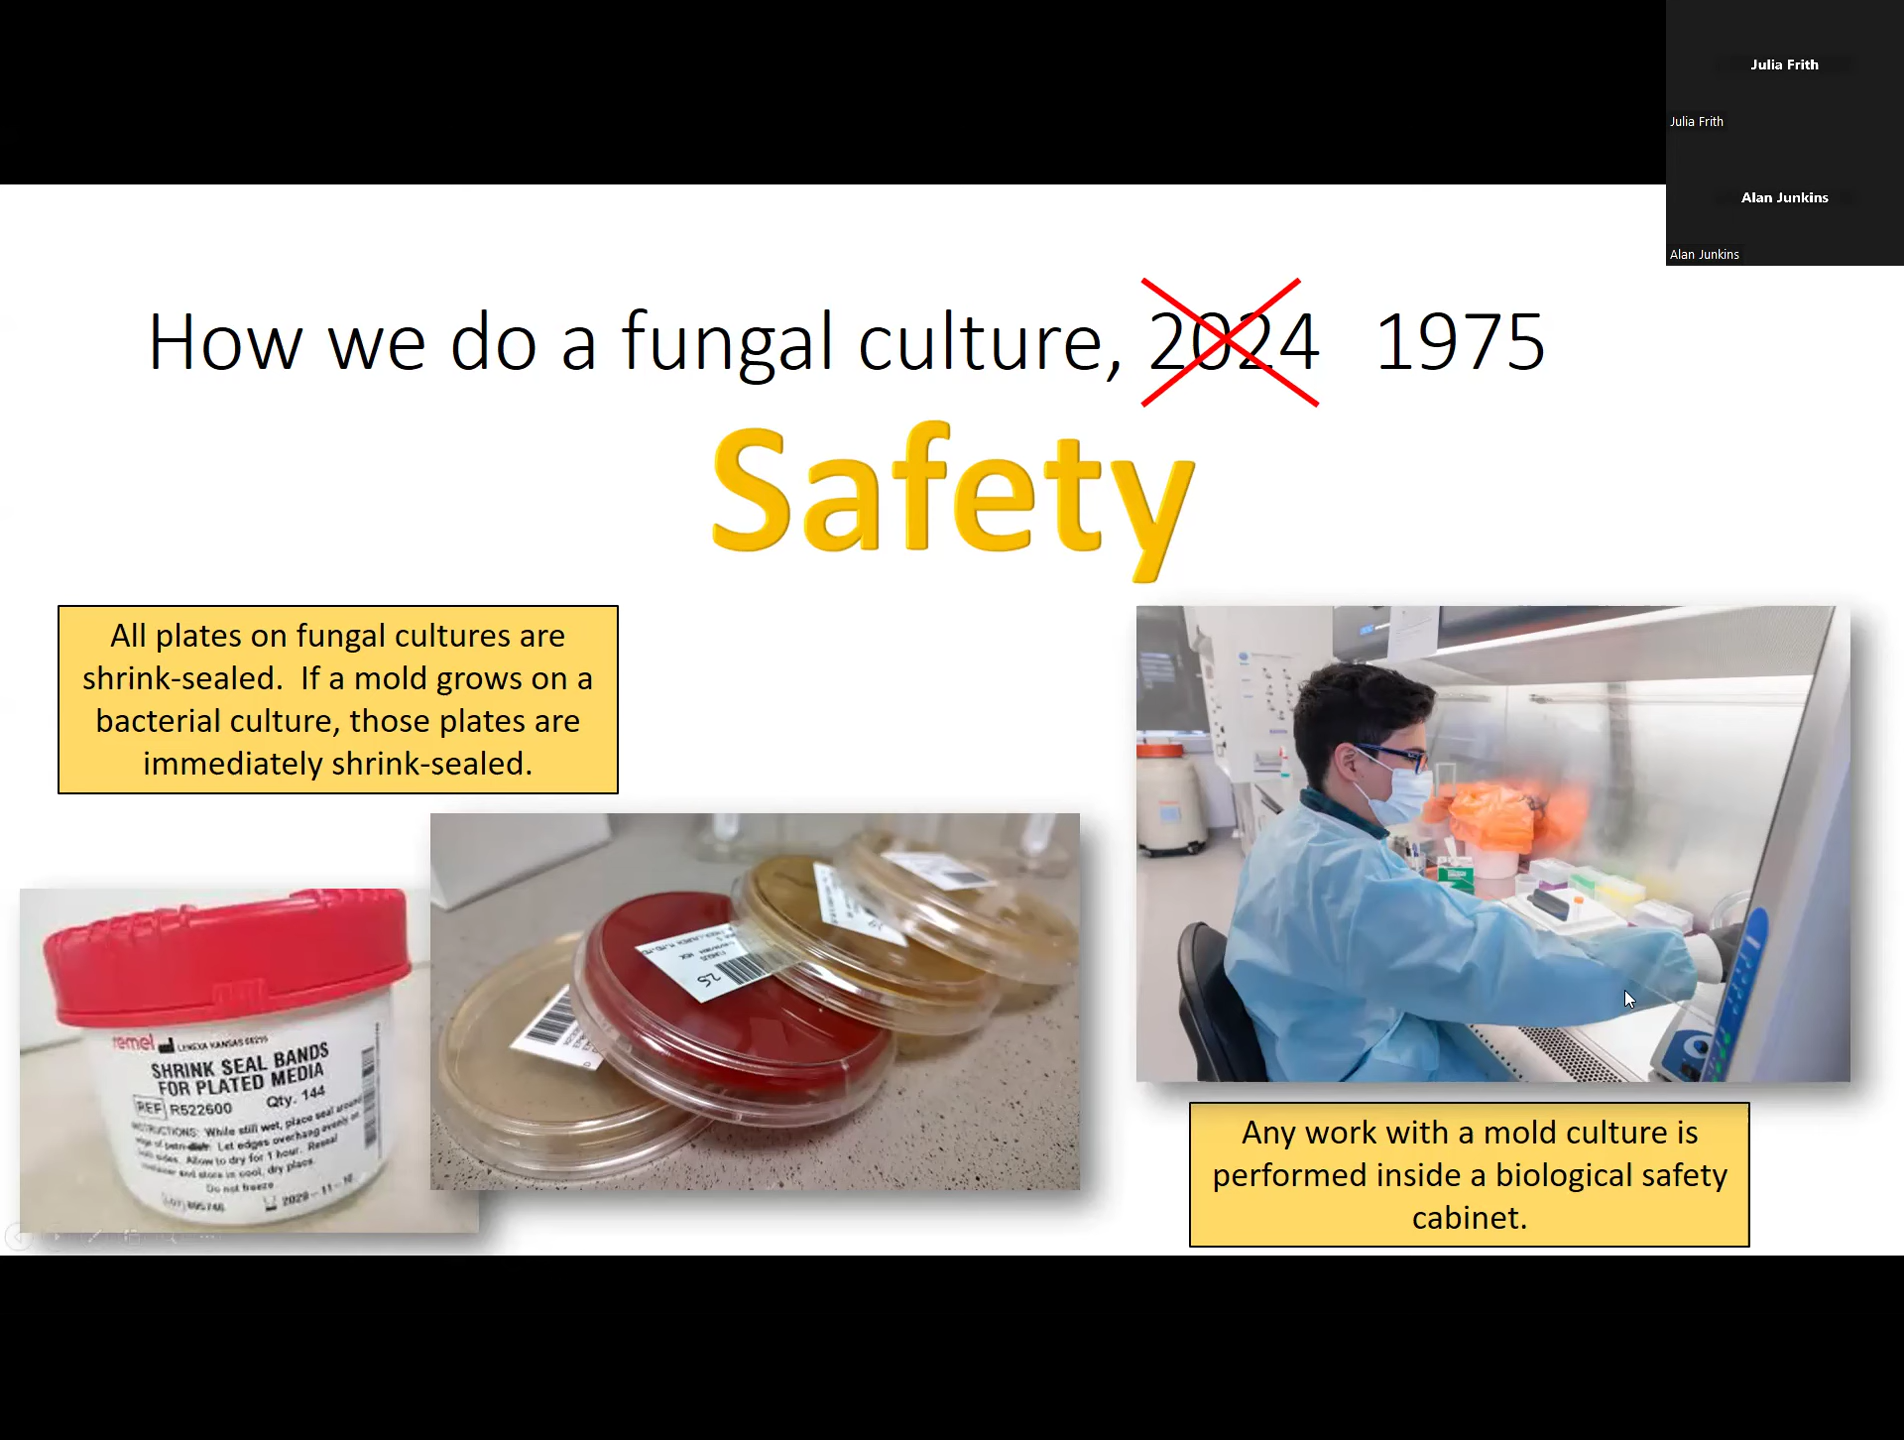 Julia Frith
Julia Frith
Alan Junkins
Alan Junkins
How we do a fungal culture, 2024 1975
Safety
All plates on fungal cultures are
shrink-sealed. If a mold grows on a
bacterial culture, those plates are
immediately shrink-sealed.
remel LENEXA KANSAS 66215
SHRINK SEAL BANDS
FOR PLATED MEDIA
REF R522600 Qty. 144
INSTRUCTIONS: While still wet, place seal around
edge of petri-dish. Let edges overhang evenly on
both sides. Allow to dry for 1 hour. Reseal
container and store in cool, dry place.
Do not freeze
FUNGUS
25
Any work with a mold culture is
performed inside a biological safety
cabinet.